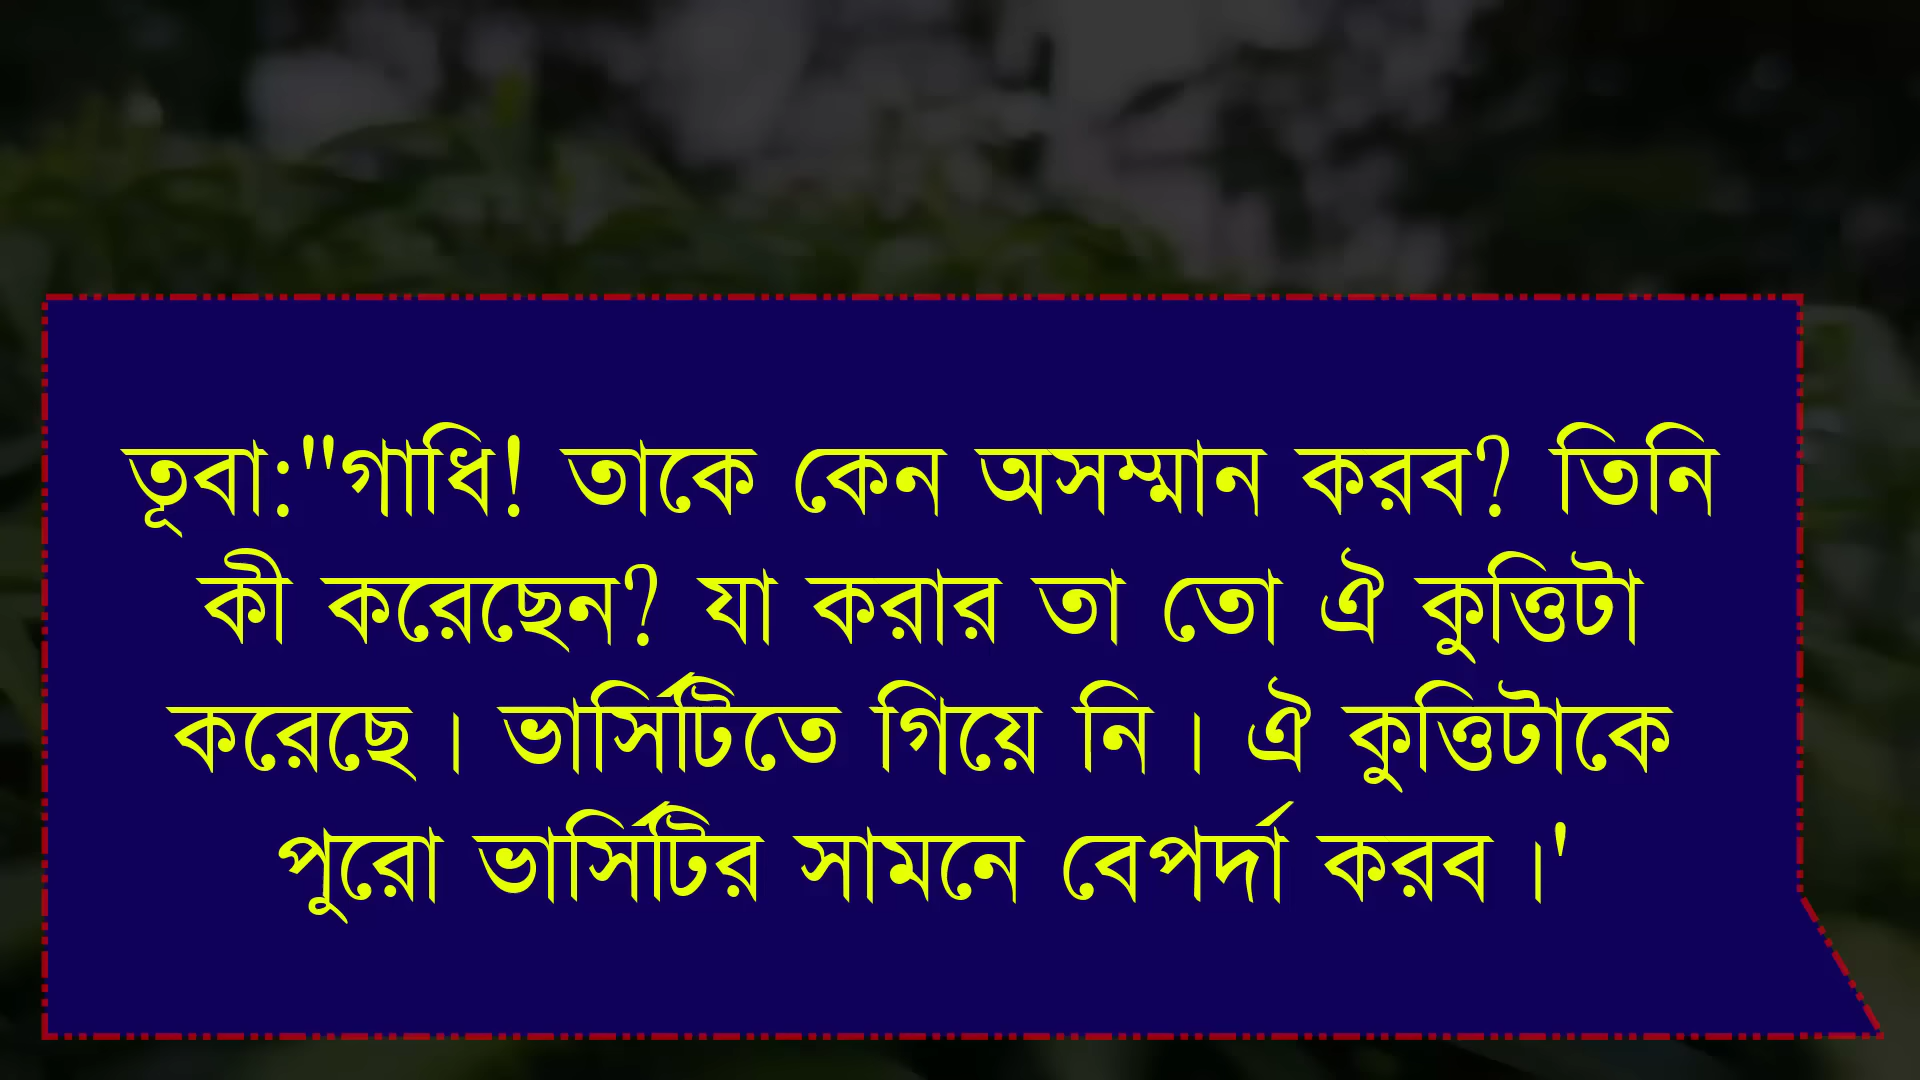 তূবা:"গাধি! তাকে কেন অসম্মান করব? তিনি
কী করেছেন? যা করার তা তো ঐ কুত্তিটা
করেছে। ভার্সিটিতে গিয়ে নি। ঐ কুত্তিটাকে
পুরো ভার্সিটির সামনে বেপর্দা করব।'